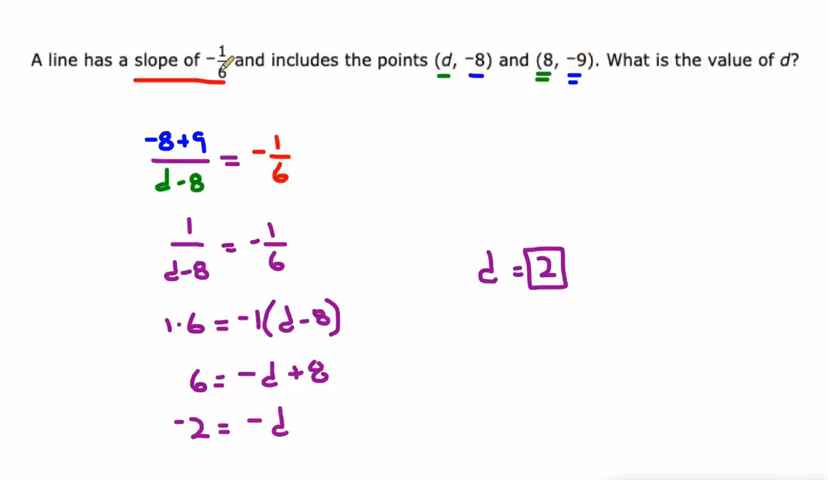 A line has a slope of -1/6 and includes the points (d, -8) and (8, -9). What is the value of d?
-8+9/d-8 = -1/6
1/d-8 = -1/6
1·6 = -1(d-8)
6 = -d+8
-2 = -d
d = 2